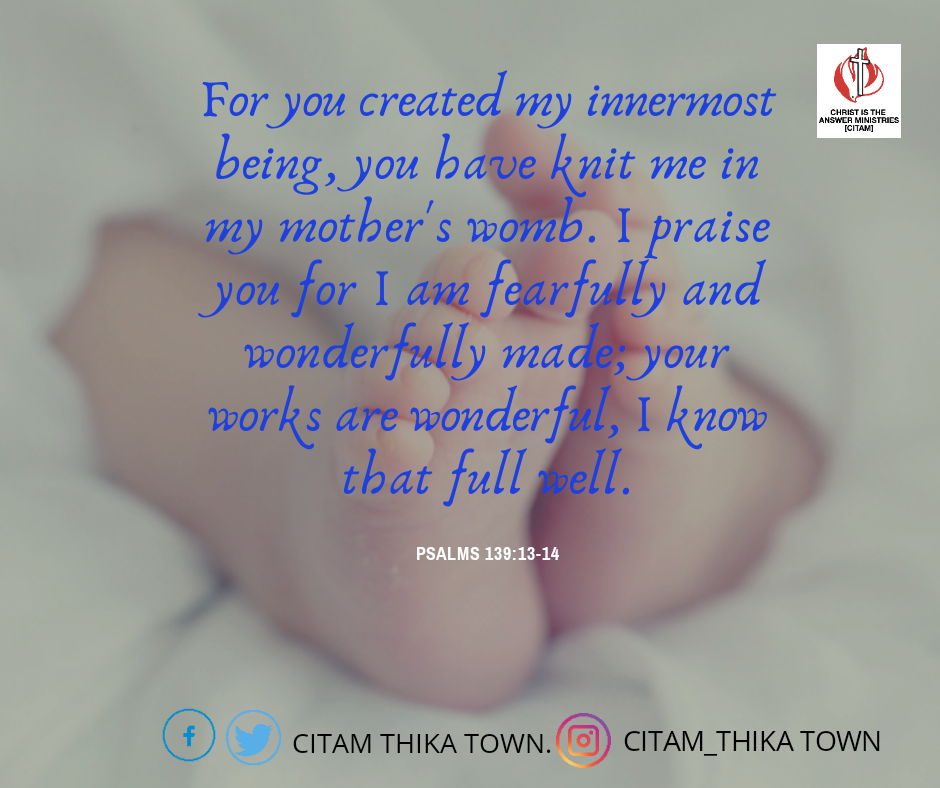 For you created my innermost
being, you have knit me in
my mother's womb. I praise
you for I am fearfully and
wonderfully made; your
works are wonderful, I know
that full well.
PSALMS 139:13-14
CHRIST IS THE
ANSWER MINISTRIES
[CITAM]
CITAM THIKA TOWN.
CITAM_THIKA TOWN